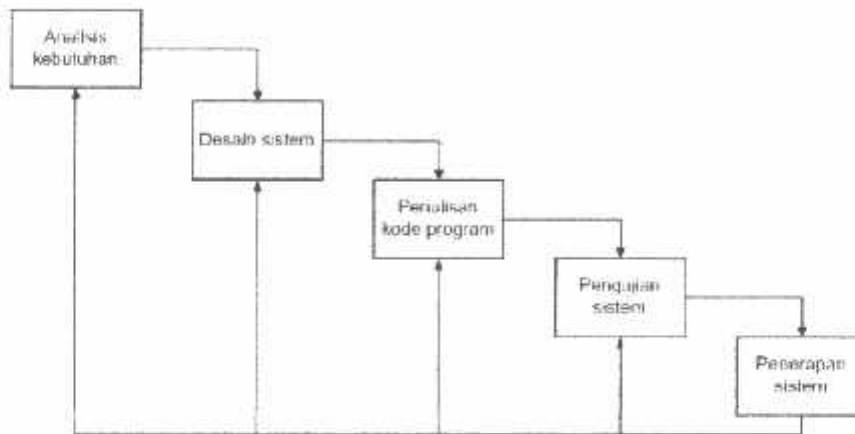 Analisis
kebutuhan
Desain sistem
Penulisan
kode program
Pengujian
sistem
Penerapan
sistem